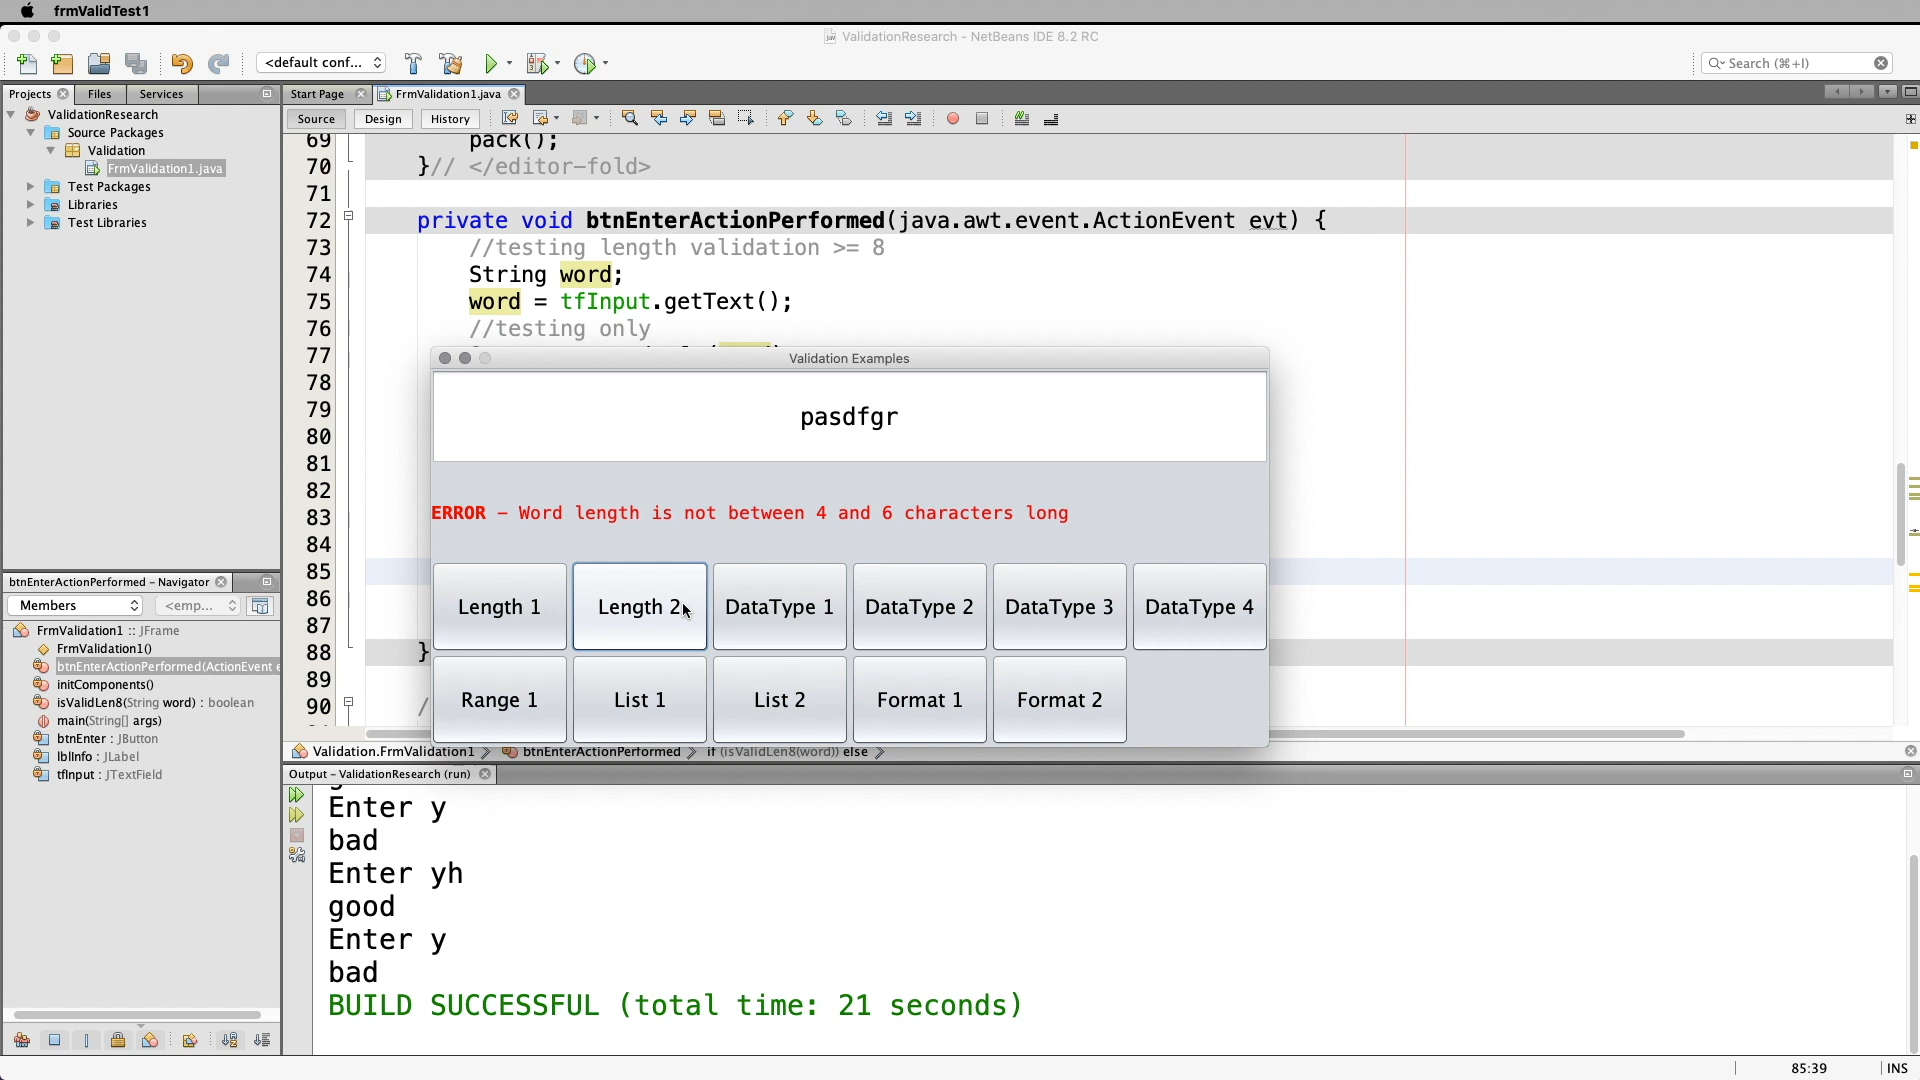 frmValidTest1
ValidationResearch - NetBeans IDE 8.2 RC
<default conf...
Search (⌘+I)
Projects
Files
Services
Start Page
FrmValidation1.java
Source
Design
History
ValidationResearch
Source Packages
Validation
FrmValidation1.java
Test Packages
Libraries
Test Libraries
69 pack();
70 }// </editor-fold>
71
72 private void btnEnterActionPerformed(java.awt.event.ActionEvent evt) {
73 //testing length validation >= 8
74 String word;
75 word = tfInput.getText();
76 //testing only
77
78
79
80
81
82
83
84
85
86
87
88 }
89
90 /
Validation Examples
pasdfgr
ERROR - Word length is not between 4 and 6 characters long
Length 1
Length 2
DataType 1
DataType 2
DataType 3
DataType 4
Range 1
List 1
List 2
Format 1
Format 2
btnEnterActionPerformed - Navigator
Members
<emp...
FrmValidation1 :: JFrame
FrmValidation1()
btnEnterActionPerformed(ActionEvent e
initComponents()
isValidLen8(String word) : boolean
main(String[] args)
btnEnter : JButton
lblInfo : JLabel
tfInput : JTextField
Validation.FrmValidation1
btnEnterActionPerformed
if (isValidLen8(word)) else
Output - ValidationResearch (run)
Enter y
bad
Enter yh
good
Enter y
bad
BUILD SUCCESSFUL (total time: 21 seconds)
85:39
INS